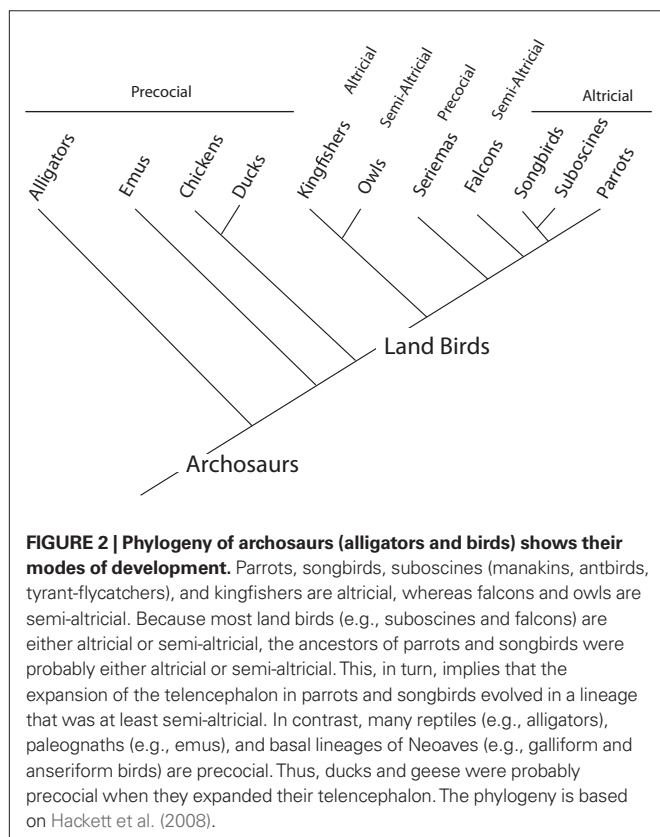 Precocial
Altricial
Semi-Altricial
Precocial
Semi-Altricial
Altricial
Alligators
Emus
Chickens
Ducks
Kingfishers
Owls
Seriemas
Falcons
Songbirds
Suboscines
Parrots
Land Birds
Archosaurs
FIGURE 2 | Phylogeny of archosaurs (alligators and birds) shows their
modes of development. Parrots, songbirds, suboscines (manakins, antbirds,
tyrant-flycatchers), and kingfishers are altricial, whereas falcons and owls are
semi-altricial. Because most land birds (e.g., suboscines and falcons) are
either altricial or semi-altricial, the ancestors of parrots and songbirds were
probably either altricial or semi-altricial. This, in turn, implies that the
expansion of the telencephalon in parrots and songbirds evolved in a lineage
that was at least semi-altricial. In contrast, many reptiles (e.g., alligators),
paleognaths (e.g., emus), and basal lineages of Neoaves (e.g., galliform and
anseriform birds) are precocial. Thus, ducks and geese were probably
precocial when they expanded their telencephalon. The phylogeny is based
on Hackett et al. (2008).